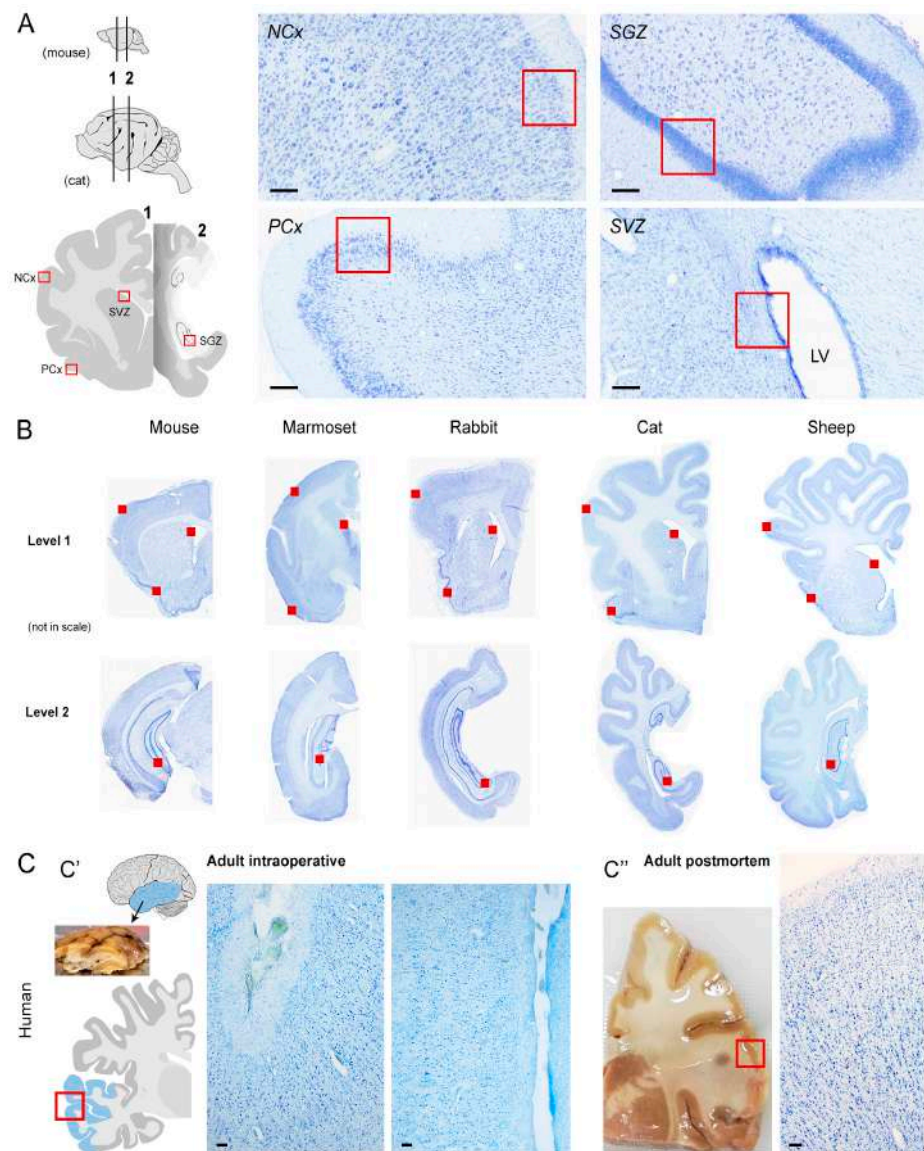 A
(mouse)
1 2
(cat)
1
2
NCx
SVZ
SGZ
PCx
NCx
SGZ
PCx
SVZ
LV
B
Mouse Marmoset Rabbit Cat Sheep
Level 1
(not in scale)
Level 2
C C' Adult intraoperative C'' Adult postmortem
Human